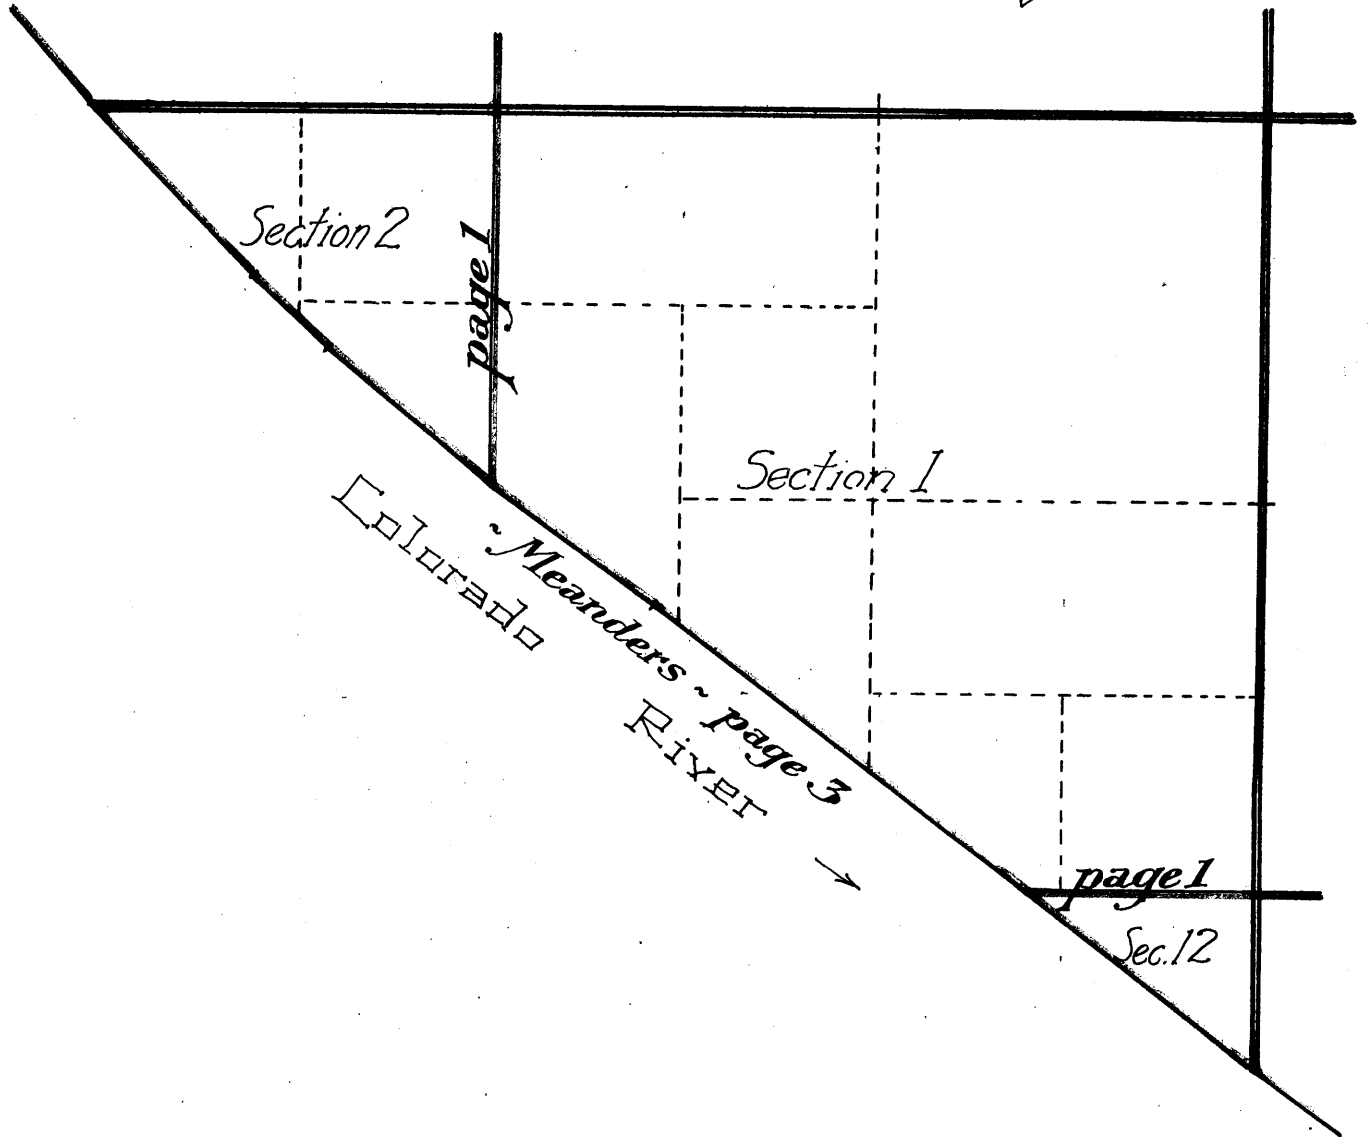 Section 2
page 1
Section 1
Colorado
River
~ Meanders ~ page 3
page 1
Sec. 12